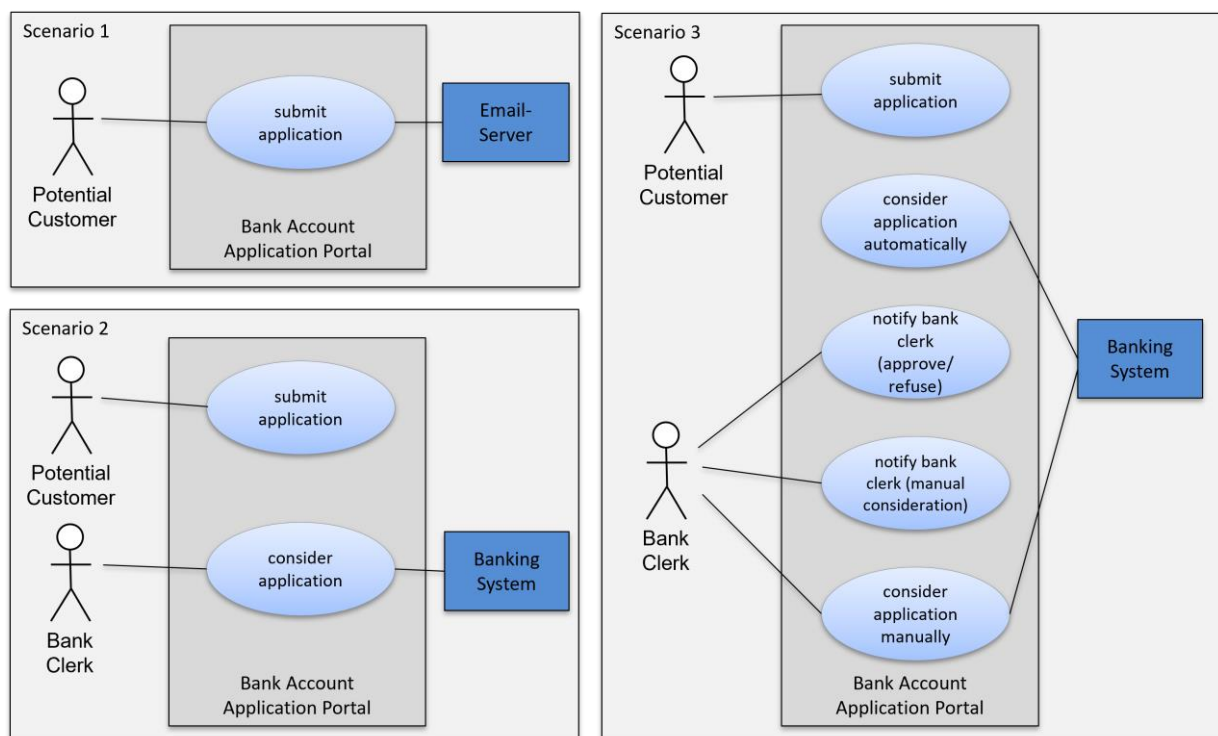 Scenario 1
submit
application
Email-
Server
Potential
Customer
Bank Account
Application Portal
Scenario 2
submit
application
Potential
Customer
consider
application
Banking
System
Bank
Clerk
Bank Account
Application Portal
Scenario 3
submit
application
Potential
Customer
consider
application
automatically
notify bank
clerk
(approve/
refuse)
Banking
System
notify bank
clerk (manual
consideration)
Bank
Clerk
consider
application
manually
Bank Account
Application Portal